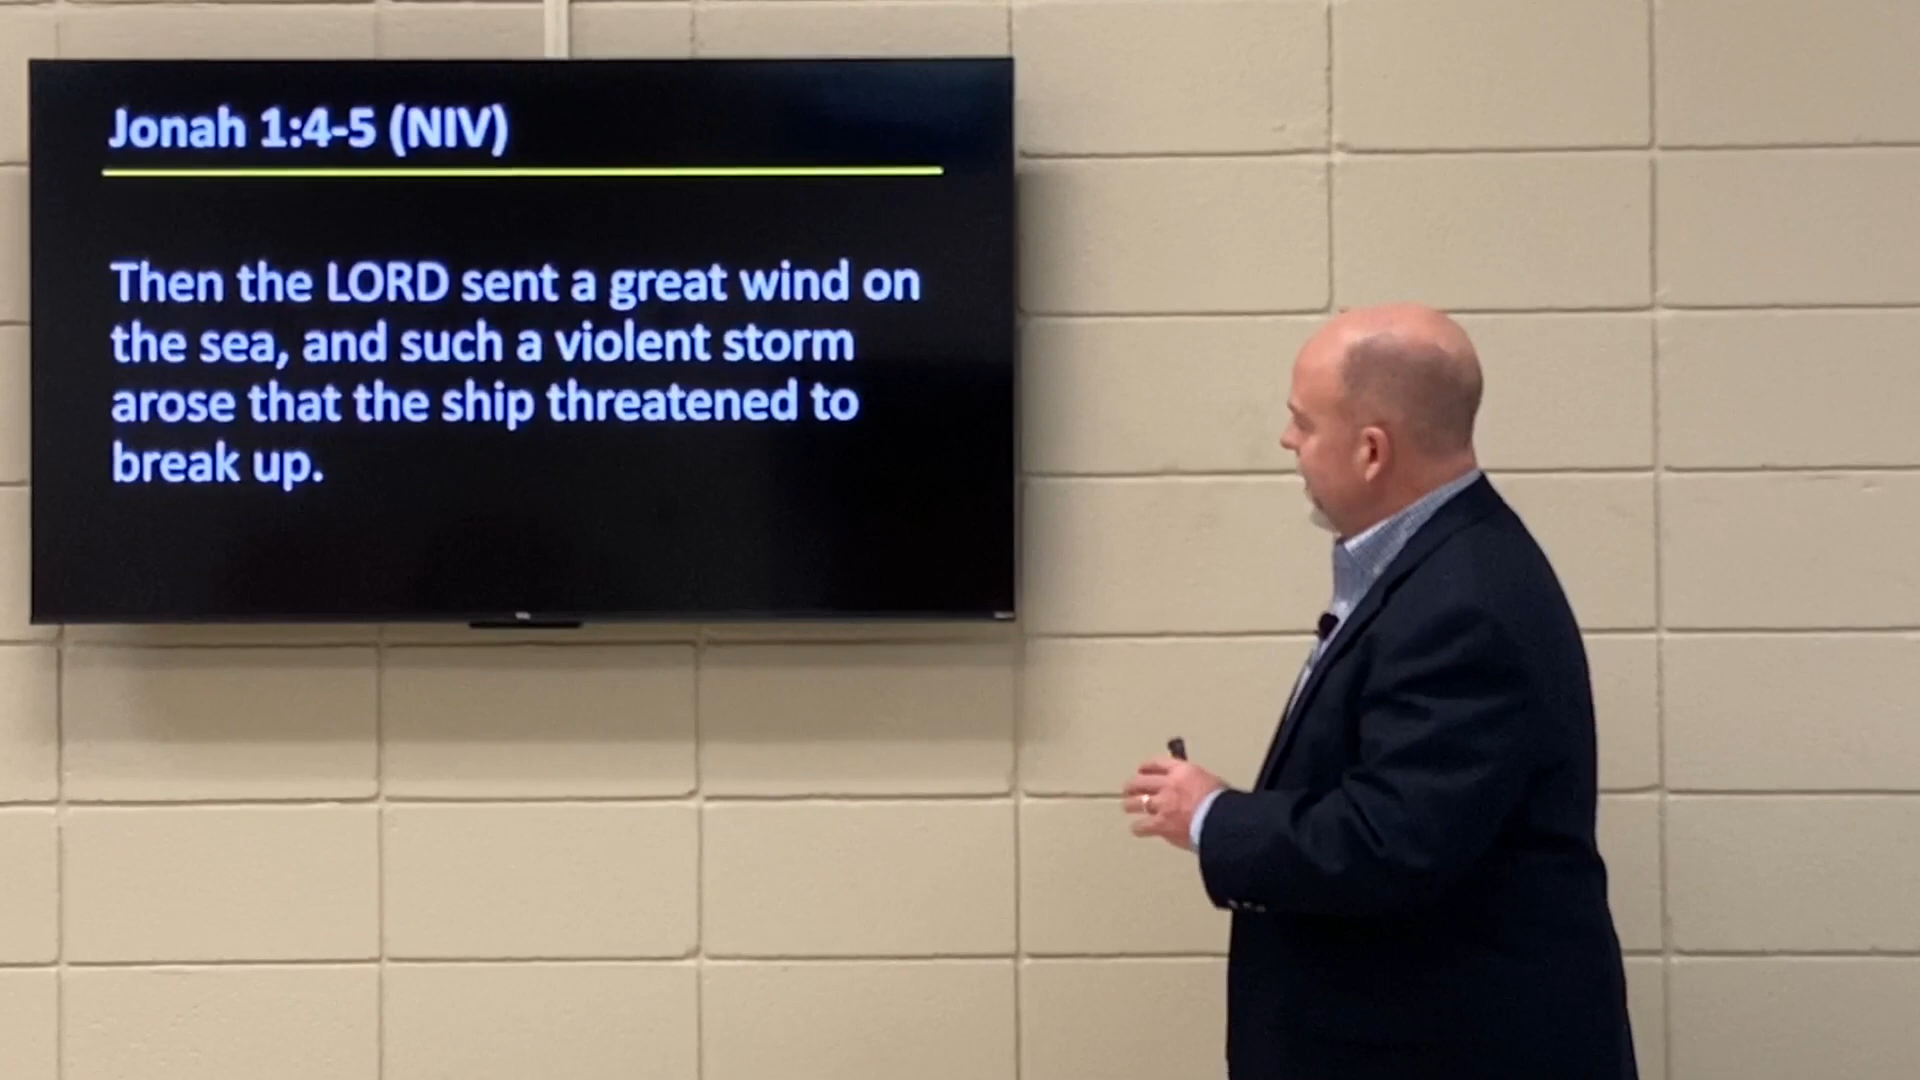 Jonah 1:4-5 (NIV)
Then the LORD sent a great wind on
the sea, and such a violent storm
arose that the ship threatened to
break up.